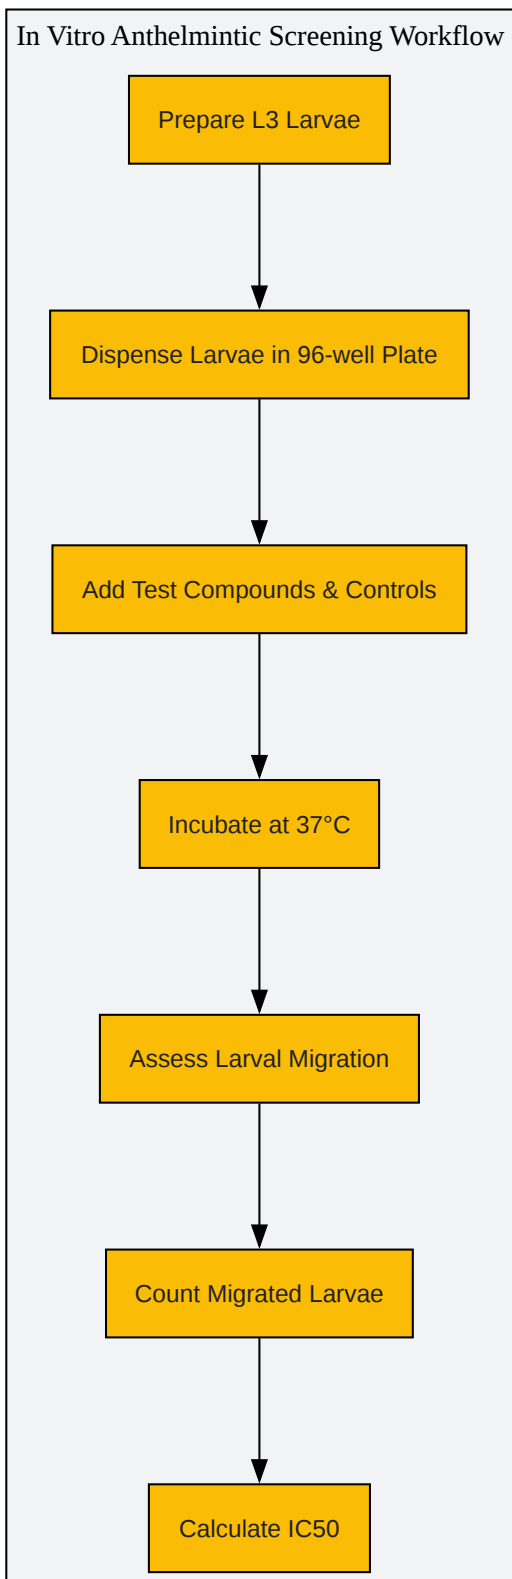 In Vitro Anthelmintic Screening Workflow
Prepare L3 Larvae
Dispense Larvae in 96-well Plate
Add Test Compounds & Controls
Incubate at 37°C
Assess Larval Migration
Count Migrated Larvae
Calculate IC50